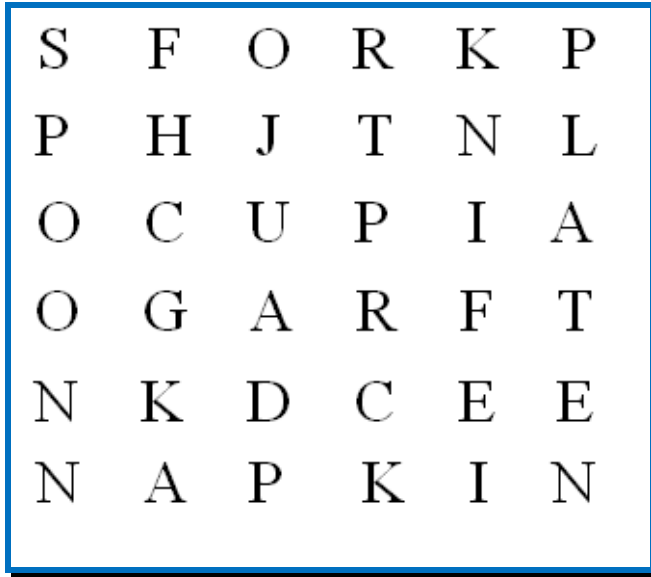 S F O R K P
P H J T N L
O C U P I A
O G A R F T
N K D C E E
N A P K I N